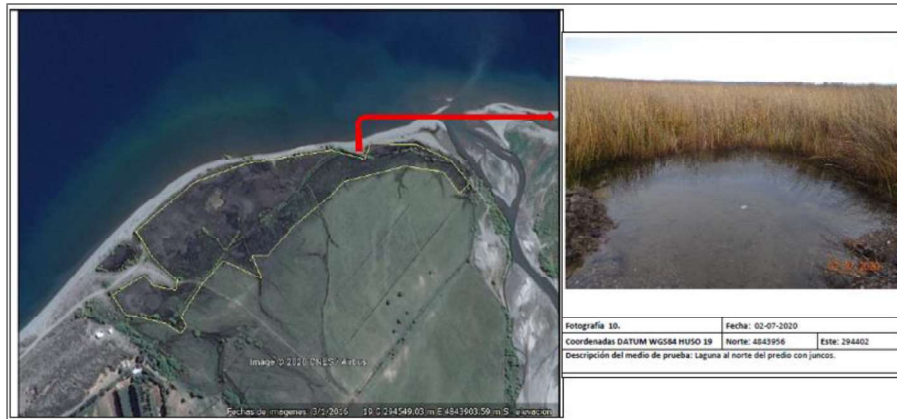 Image © 2020 CNES / Airbus
Fechas de imágenes: 3/1/2016 19 G 294549.03 m E 4843903.59 m S elevación
Fotografía 10.
Fecha: 02-07-2020
Coordenadas DATUM WGS84 HUSO 19
Norte: 4843956
Este: 294402
Descripción del medio de prueba: Laguna al norte del predio con juncos.